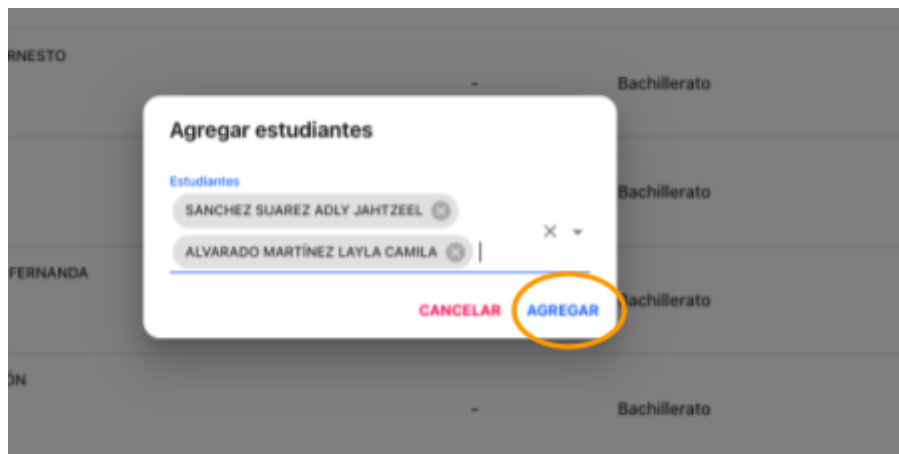 RNESTO
-
Bachillerato
Agregar estudiantes
Estudiantes
SANCHEZ SUAREZ ADLY JAHTZEEL
Bachillerato
ALVARADO MARTÍNEZ LAYLA CAMILA
FERNANDA
CANCELAR AGREGAR
achillerato
ÓN
-
Bachillerato